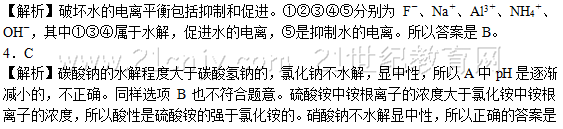 【解析】破坏水的电离平衡包括抑制和促进。①②③④⑤分别为 F⁻、Na⁺、Al³⁺、NH₄⁺、
OH⁻，其中①③④属于水解，促进水的电离，⑤是抑制水的电离。所以答案是 B。
4．C
【解析】碳酸钠的水解程度大于碳酸氢钠的，氯化钠不水解，显中性，所以 A 中 pH 是逐渐
减小的，不正确。同样选项 B 也不符合题意。硫酸铵中铵根离子的浓度大于氯化铵中铵根
离子的浓度，所以酸性是硫酸铵的强于氯化铵的。硝酸钠不水解显中性，所以正确的答案是